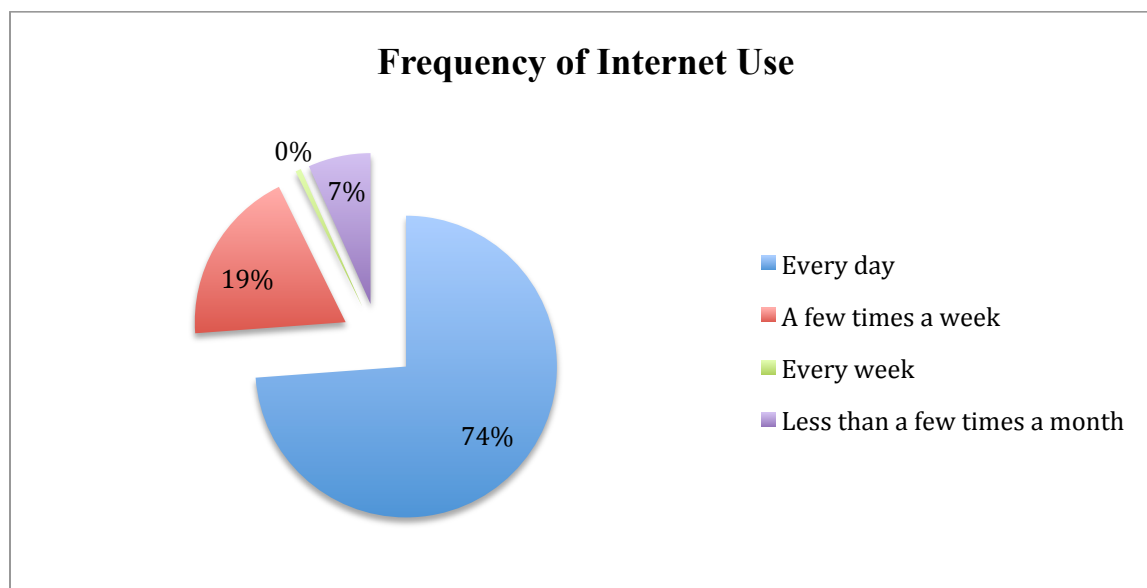 Frequency of Internet Use
0%
7%
19%
74%
Every day
A few times a week
Every week
Less than a few times a month